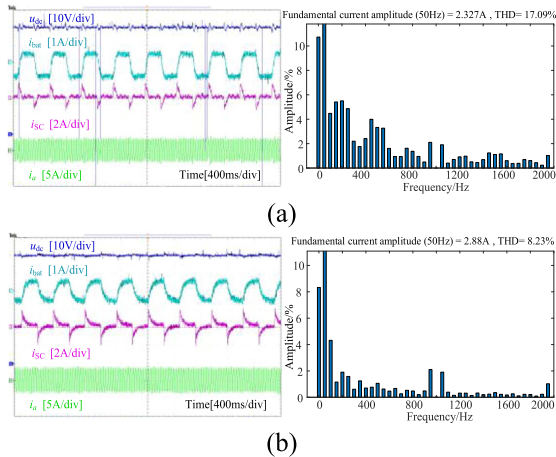 u_dc [10V/div]
i_bat [1A/div]
i_SC [2A/div]
i_a [5A/div]
Time[400ms/div]
Fundamental current amplitude (50Hz) = 2.327A , THD= 17.09%
Amplitude/%
10
8
6
4
2
0
0 400 800 1200 1600 2000
Frequency/Hz
(a)
u_dc [10V/div]
i_bat [1A/div]
i_SC [2A/div]
i_a [5A/div]
Time[400ms/div]
Fundamental current amplitude (50Hz) = 2.88A , THD= 8.23%
Amplitude/%
10
8
6
4
2
0
0 400 800 1200 1600 2000
Frequency/Hz
(b)